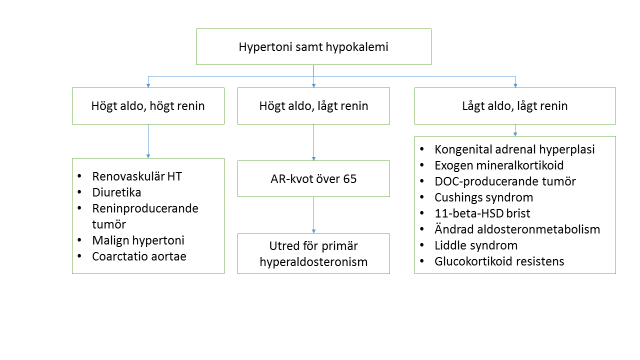 Hypertoni samt hypokalemi
Högt aldo, högt renin
Högt aldo, lågt renin
Lågt aldo, lågt renin
• Renovaskulär HT
• Diuretika
• Reninproducerande
tumör
• Malign hypertoni
• Coarctatio aortae
AR-kvot över 65
Utred för primär
hyperaldosteronism
• Kongenital adrenal hyperplasi
• Exogen mineralkortikoid
• DOC-producerande tumör
• Cushings syndrom
• 11-beta-HSD brist
• Ändrad aldosteronmetabolism
• Liddle syndrom
• Glucokortikoid resistens